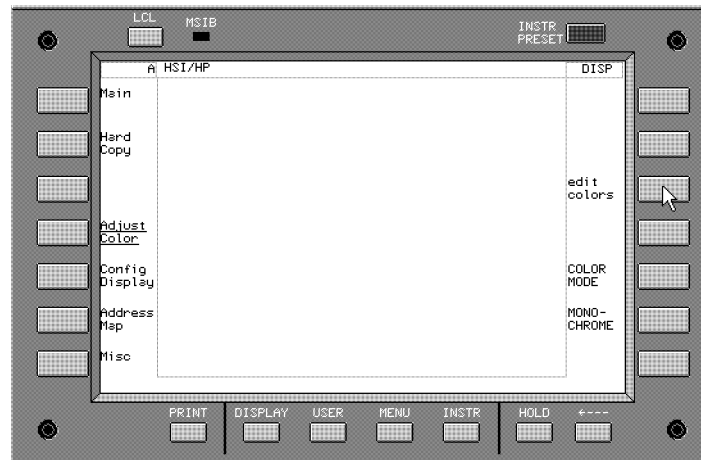 LCL
MSIB
INSTR
PRESET
A HSI/HP
DISP
Main
Hard
Copy
Adjust
Color
Config
Display
Address
Map
Misc
edit
colors
COLOR
MODE
MONO-
CHROME
PRINT
DISPLAY
USER
MENU
INSTR
HOLD
←---